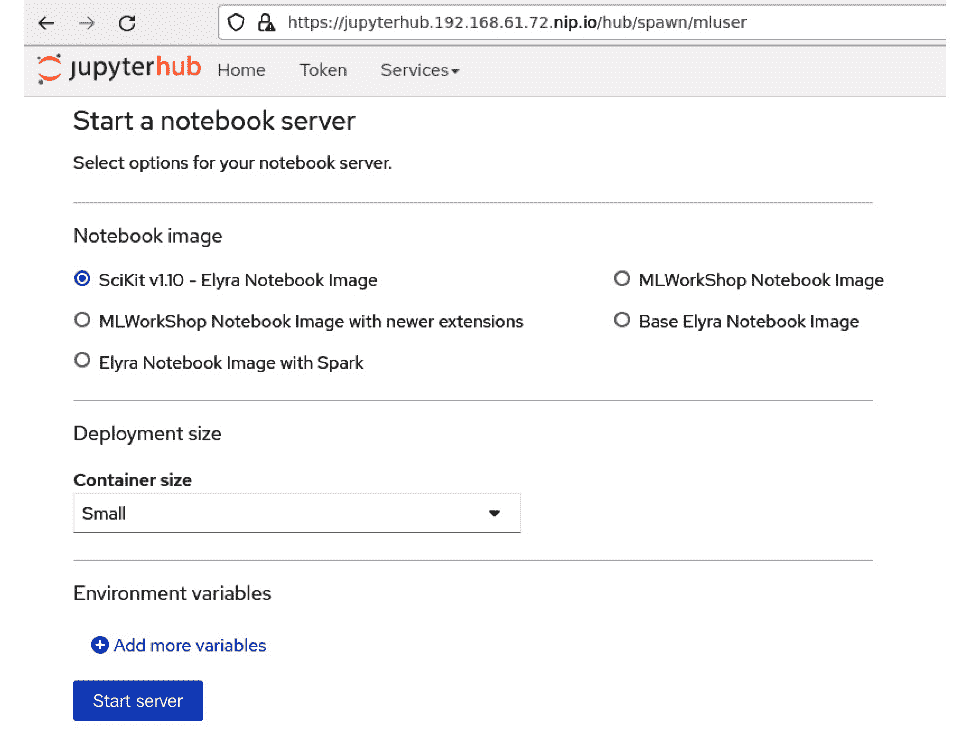 https://jupyterhub.192.168.61.72.nip.io/hub/spawn/mluser
jupyterhub Home Token Services
Start a notebook server
Select options for your notebook server.
Notebook image
SciKit v1.10 - Elyra Notebook Image MLWorkShop Notebook Image
MLWorkShop Notebook Image with newer extensions Base Elyra Notebook Image
Elyra Notebook Image with Spark
Deployment size
Container size
Small
Environment variables
Add more variables
Start server